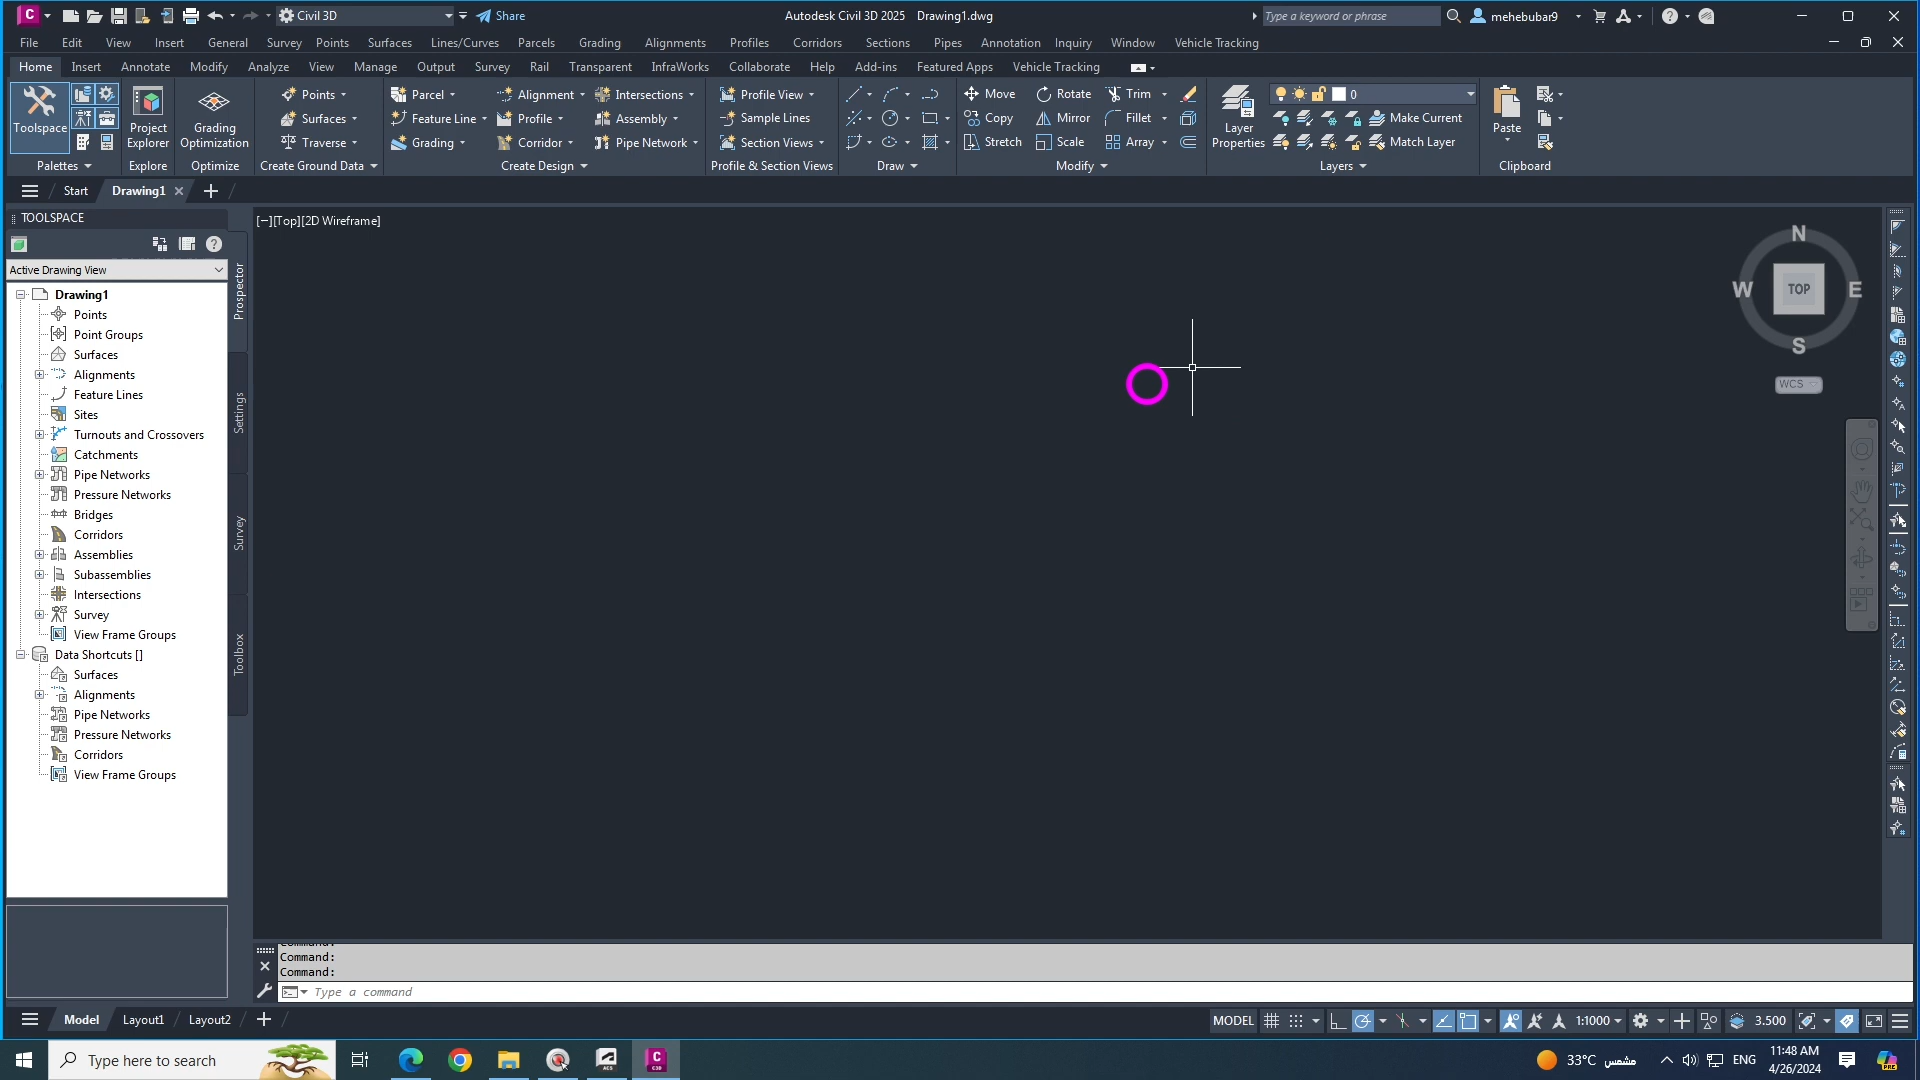 Civil 3D
Share
Autodesk Civil 3D 2025 Drawing1.dwg
Type a keyword or phrase
mehebubar9
File Edit View Insert General Survey Points Surfaces Lines/Curves Parcels Grading Alignments Profiles Corridors Sections Pipes Annotation Inquiry Window Vehicle Tracking
Home Insert Annotate Modify Analyze View Manage Output Survey Rail Transparent InfraWorks Collaborate Help Add-ins Featured Apps Vehicle Tracking
Points Parcel Alignment Intersections Profile View Move Rotate Trim 0
Surfaces Feature Line Profile Assembly Sample Lines Copy Mirror Fillet Make Current
Toolspace Project Explorer Grading Optimization Layer Properties Paste
Traverse Grading Corridor Pipe Network Section Views Stretch Scale Array Match Layer
Palettes Explore Optimize Create Ground Data Create Design Profile & Section Views Draw Modify Layers Clipboard
Start Drawing1
TOOLSPACE
[−][Top][2D Wireframe]
Active Drawing View
Prospector
Settings
Survey
Toolbox
Drawing1
Points
Point Groups
Surfaces
Alignments
Feature Lines
Sites
Turnouts and Crossovers
Catchments
Pipe Networks
Pressure Networks
Bridges
Corridors
Assemblies
Subassemblies
Intersections
Survey
View Frame Groups
Data Shortcuts []
Surfaces
Alignments
Pipe Networks
Pressure Networks
Corridors
View Frame Groups
N
W TOP E
S
WCS
Command:
Command:
Command:
Type a command
Model Layout1 Layout2
MODEL 1:1000 3.500
Type here to search
33°C مشمس
ENG
11:48 AM
4/26/2024